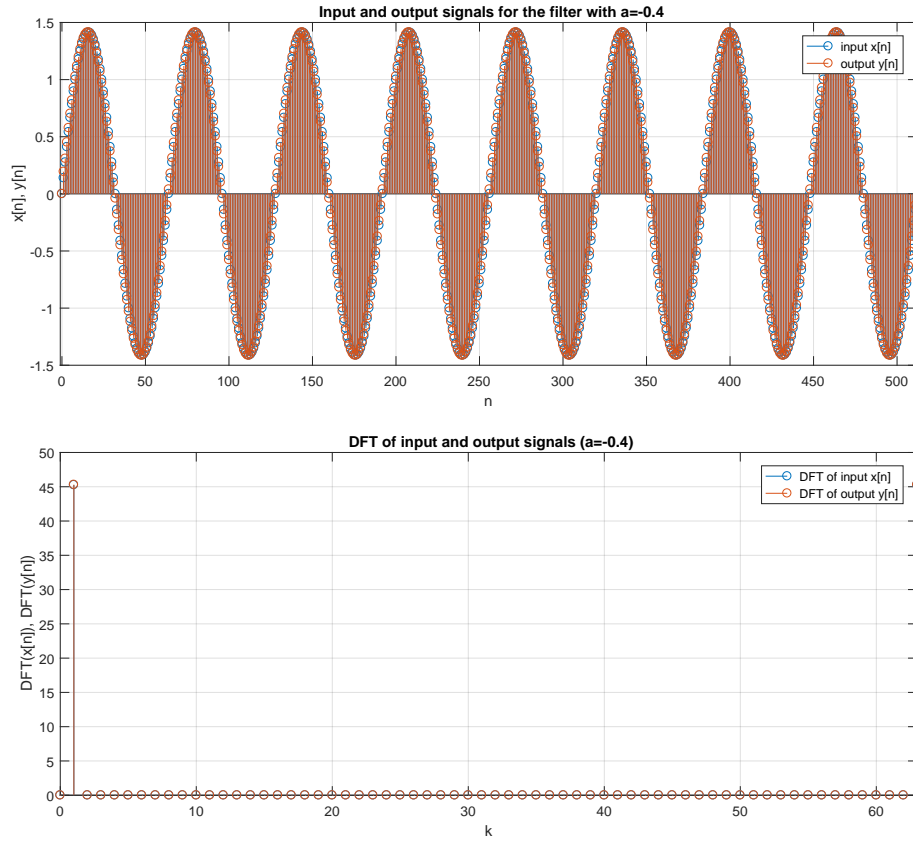 Input and output signals for the filter with a=-0.4
1.5
1
0.5
0
-0.5
-1
-1.5
x[n], y[n]
input x[n]
output y[n]
0 50 100 150 200 250 300 350 400 450 500
n
DFT of input and output signals (a=-0.4)
50
45
40
35
30
25
20
15
10
5
0
DFT(x[n]), DFT(y[n])
DFT of input x[n]
DFT of output y[n]
0 10 20 30 40 50 60
k